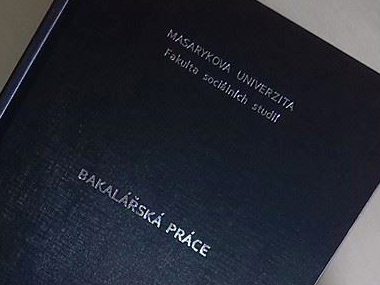 MASARYKOVA UNIVERZITA
Fakulta sociálních studií
BAKALÁŘSKÁ PRÁCE